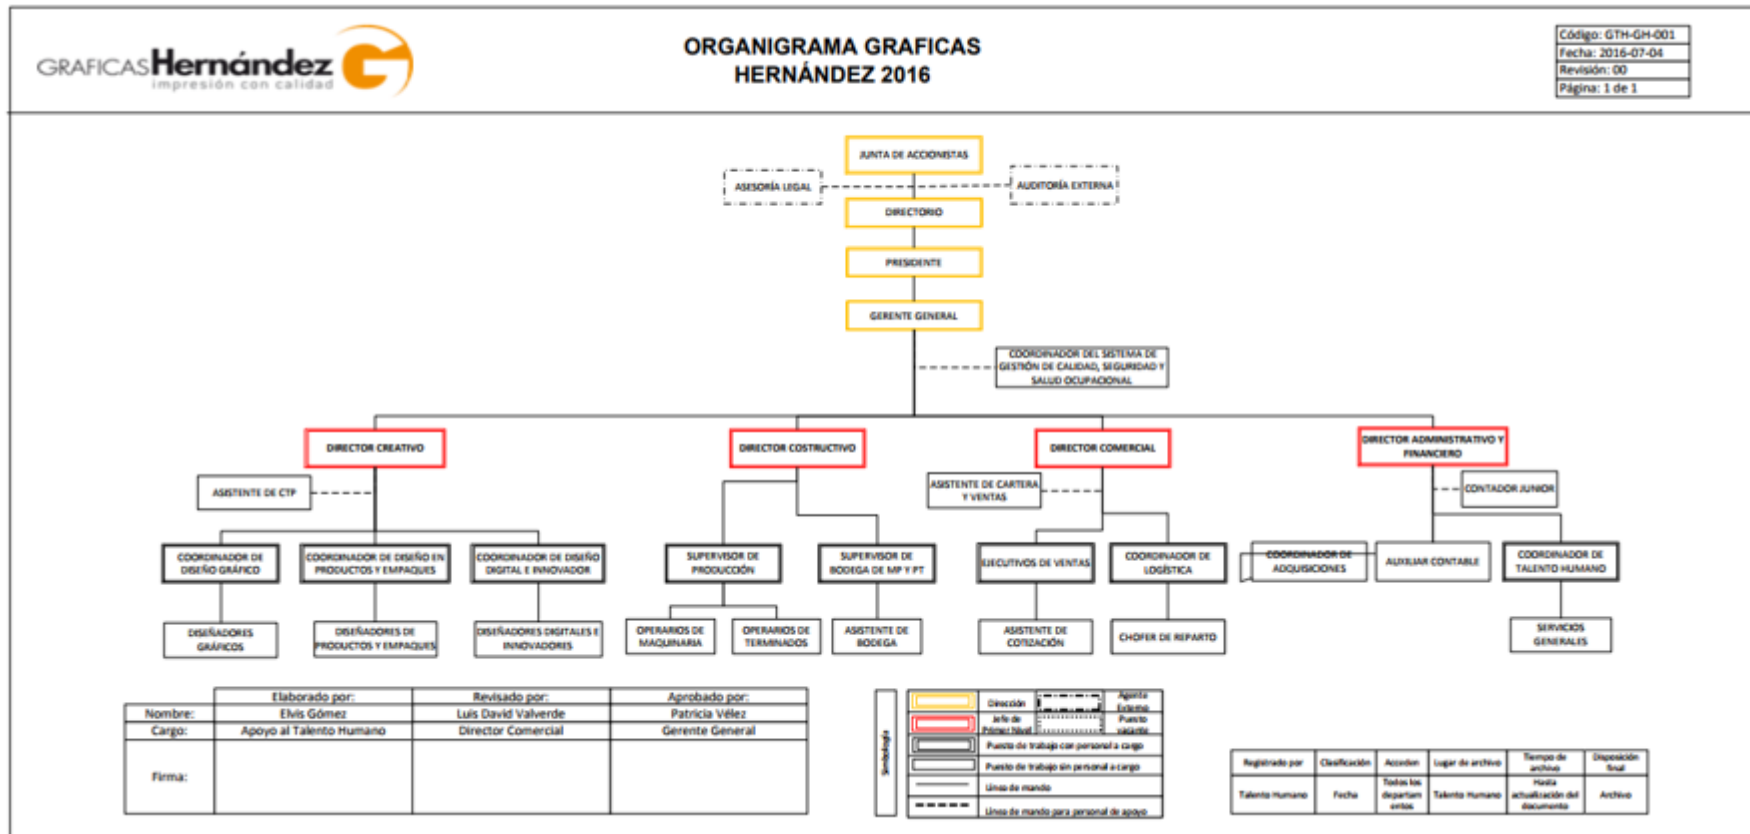 GRAFICAS Hernández
impresión con calidad
ORGANIGRAMA GRAFICAS
HERNÁNDEZ 2016
Código: GTH-GH-001
Fecha: 2016-07-04
Revisión: 00
Página: 1 de 1
JUNTA DE ACCIONISTAS
ASESORÍA LEGAL
AUDITORÍA EXTERNA
DIRECTORIO
PRESIDENTE
GERENTE GENERAL
COORDINADOR DEL SISTEMA DE
GESTIÓN DE CALIDAD, SEGURIDAD Y
SALUD OCUPACIONAL
DIRECTOR CREATIVO
DIRECTOR COSTRUCTIVO
DIRECTOR COMERCIAL
DIRECTOR ADMINISTRATIVO Y
FINANCIERO
ASISTENTE DE CTP
ASISTENTE DE CARTERA
Y VENTAS
CONTADOR JUNIOR
COORDINADOR DE
DISEÑO GRÁFICO
COORDINADOR DE DISEÑO EN
PRODUCTOS Y EMPAQUES
COORDINADOR DE DISEÑO
DIGITAL E INNOVADOR
SUPERVISOR DE
PRODUCCIÓN
SUPERVISOR DE
BODEGA DE MP Y PT
EJECUTIVOS DE VENTAS
COORDINADOR DE
LOGÍSTICA
COORDINADOR DE
ADQUISICIONES
AUXILIAR CONTABLE
COORDINADOR DE
TALENTO HUMANO
DISEÑADORES
GRÁFICOS
DISEÑADORES DE
PRODUCTOS Y EMPAQUES
DISEÑADORES DIGITALES E
INNOVADORES
OPERARIOS DE
MAQUINARIA
OPERARIOS DE
TERMINADOS
ASISTENTE DE
BODEGA
ASISTENTE DE
COTIZACIÓN
CHOFER DE REPARTO
SERVICIOS
GENERALES
Elaborado por: Revisado por: Aprobado por:
Nombre: Elvis Gómez Luis David Valverde Patricia Vélez
Cargo: Apoyo al Talento Humano Director Comercial Gerente General
Firma:
Simbología
Dirección
Agente
Externo
Jefe de
Primer Nivel
Puesto
vacante
Puesto de trabajo con personal a cargo
Puesto de trabajo sin personal a cargo
Línea de mando
Línea de mando para personal de apoyo
Registrado por Clasificación Acceden Lugar de archivo Tiempo de archivo Disposición final
Talento Humano Fecha Todos los departamentos Talento Humano Hasta actualización del documento Archivo